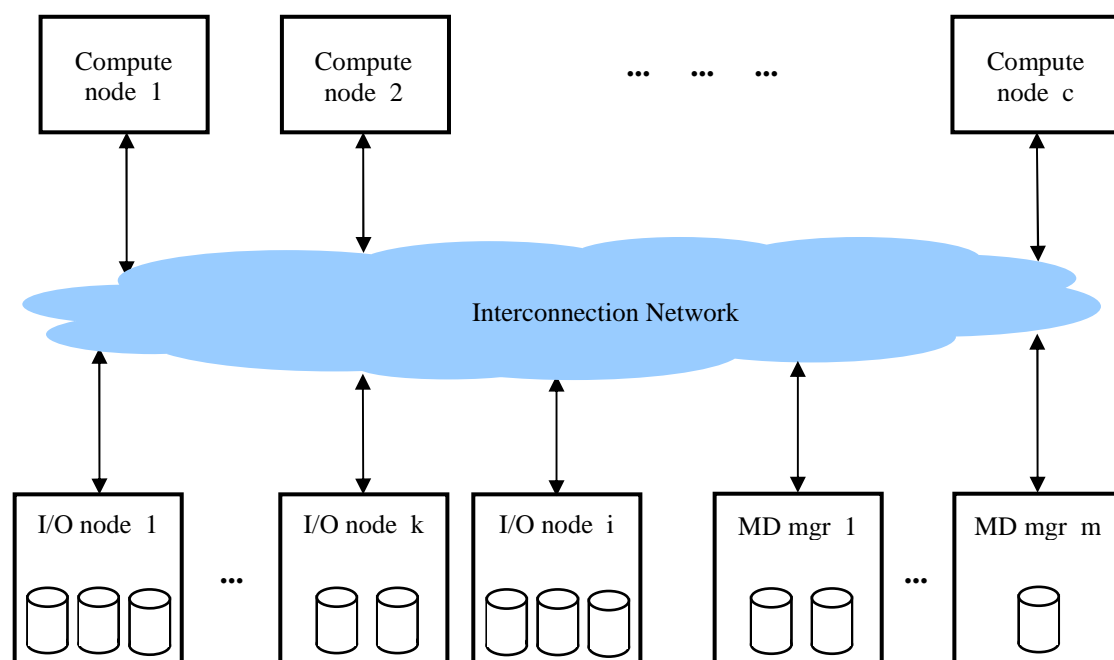 Compute
node 1
Compute
node 2
... ... ...
Compute
node c
Interconnection Network
I/O node 1
...
I/O node k
I/O node i
MD mgr 1
...
MD mgr m